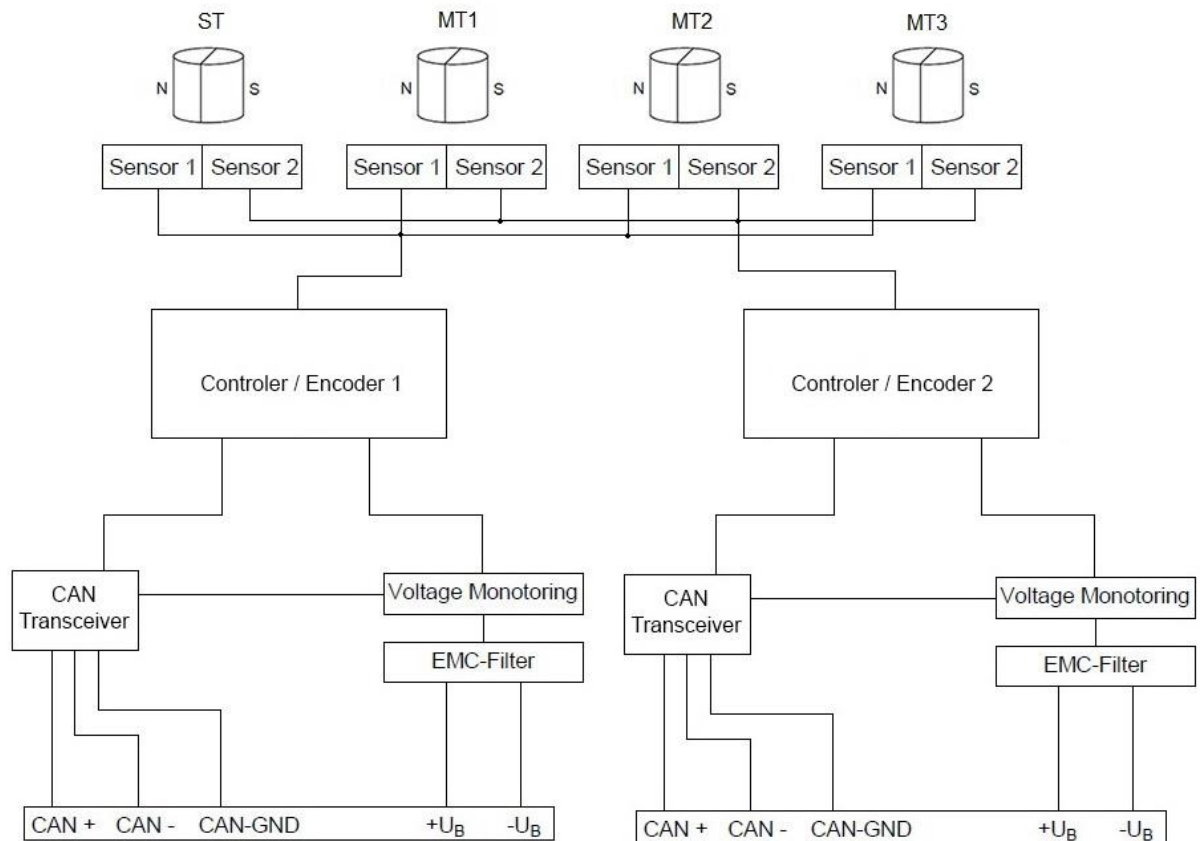 ST
MT1
MT2
MT3
N
S
N
S
N
S
N
S
Sensor 1
Sensor 2
Sensor 1
Sensor 2
Sensor 1
Sensor 2
Sensor 1
Sensor 2
Controler / Encoder 1
Controler / Encoder 2
CAN
Transceiver
Voltage Monotoring
EMC-Filter
CAN
Transceiver
Voltage Monotoring
EMC-Filter
CAN +
CAN -
CAN-GND
+UB
-UB
CAN +
CAN -
CAN-GND
+UB
-UB